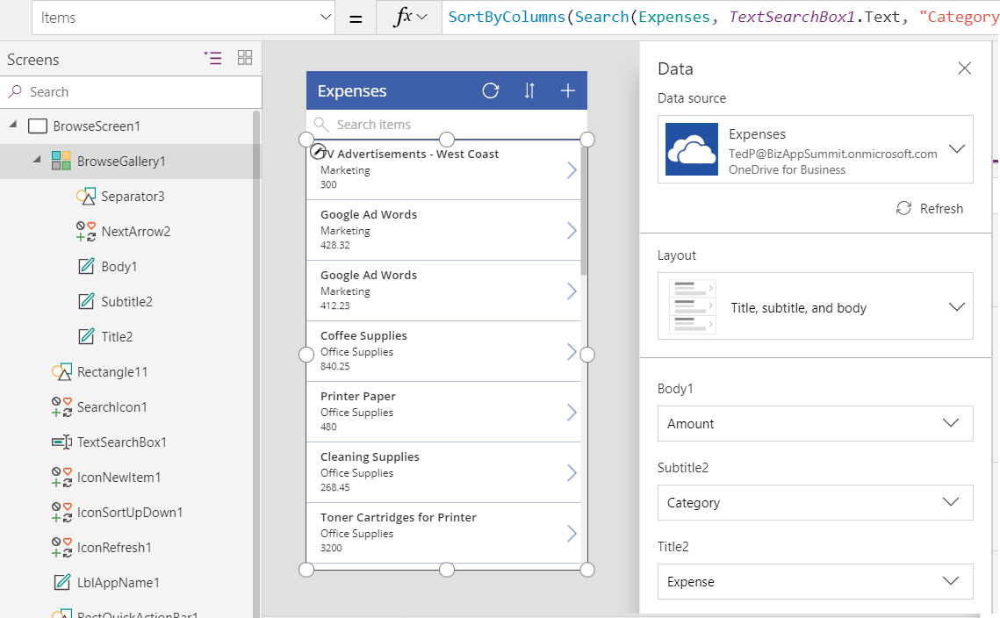 Items
=
fx
SortByColumns(Search(Expenses, TextSearchBox1.Text, "Category
Screens
Search
BrowseScreen1
BrowseGallery1
Separator3
NextArrow2
Body1
Subtitle2
Title2
Rectangle11
SearchIcon1
TextSearchBox1
IconNewItem1
IconSortUpDown1
IconRefresh1
LblAppName1
RectQuickActionBar1
Expenses
Search items
TV Advertisements - West Coast
Marketing
300
Google Ad Words
Marketing
428.32
Google Ad Words
Marketing
412.23
Coffee Supplies
Office Supplies
840.25
Printer Paper
Office Supplies
480
Cleaning Supplies
Office Supplies
268.45
Toner Cartridges for Printer
Office Supplies
3200
Data
Data source
Expenses
TedP@BizAppSummit.onmicrosoft.com
OneDrive for Business
Refresh
Layout
Title, subtitle, and body
Body1
Amount
Subtitle2
Category
Title2
Expense